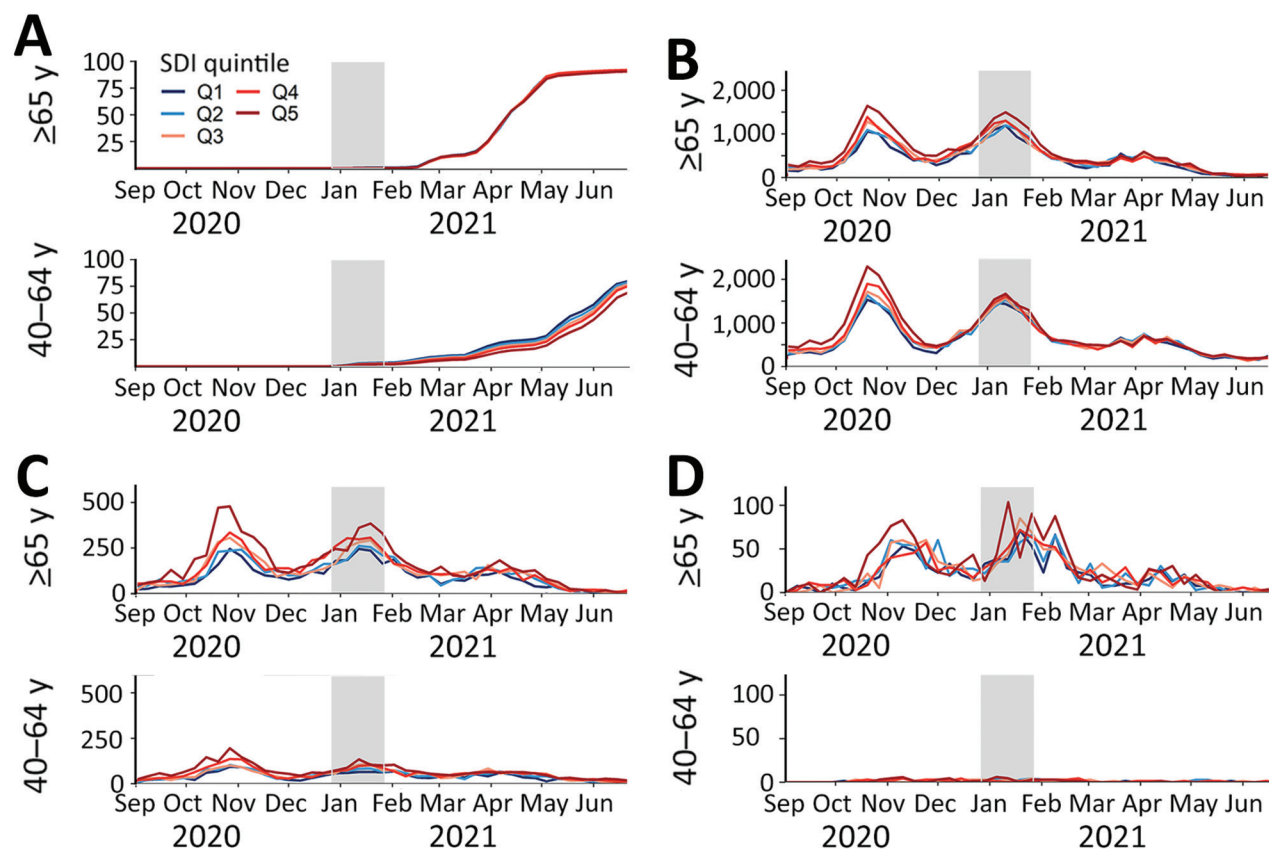 A
≥65 y
SDI quintile
Q1 Q4
Q2 Q5
Q3
100
75
50
25
Sep Oct Nov Dec Jan Feb Mar Apr May Jun
2020 2021
40–64 y
100
75
50
25
Sep Oct Nov Dec Jan Feb Mar Apr May Jun
2020 2021
B
≥65 y
2,000
1,000
0
Sep Oct Nov Dec Jan Feb Mar Apr May Jun
2020 2021
40–64 y
2,000
1,000
0
Sep Oct Nov Dec Jan Feb Mar Apr May Jun
2020 2021
C
≥65 y
500
250
0
Sep Oct Nov Dec Jan Feb Mar Apr May Jun
2020 2021
40–64 y
500
250
0
Sep Oct Nov Dec Jan Feb Mar Apr May Jun
2020 2021
D
≥65 y
100
50
0
Sep Oct Nov Dec Jan Feb Mar Apr May Jun
2020 2021
40–64 y
100
50
0
Sep Oct Nov Dec Jan Feb Mar Apr May Jun
2020 2021